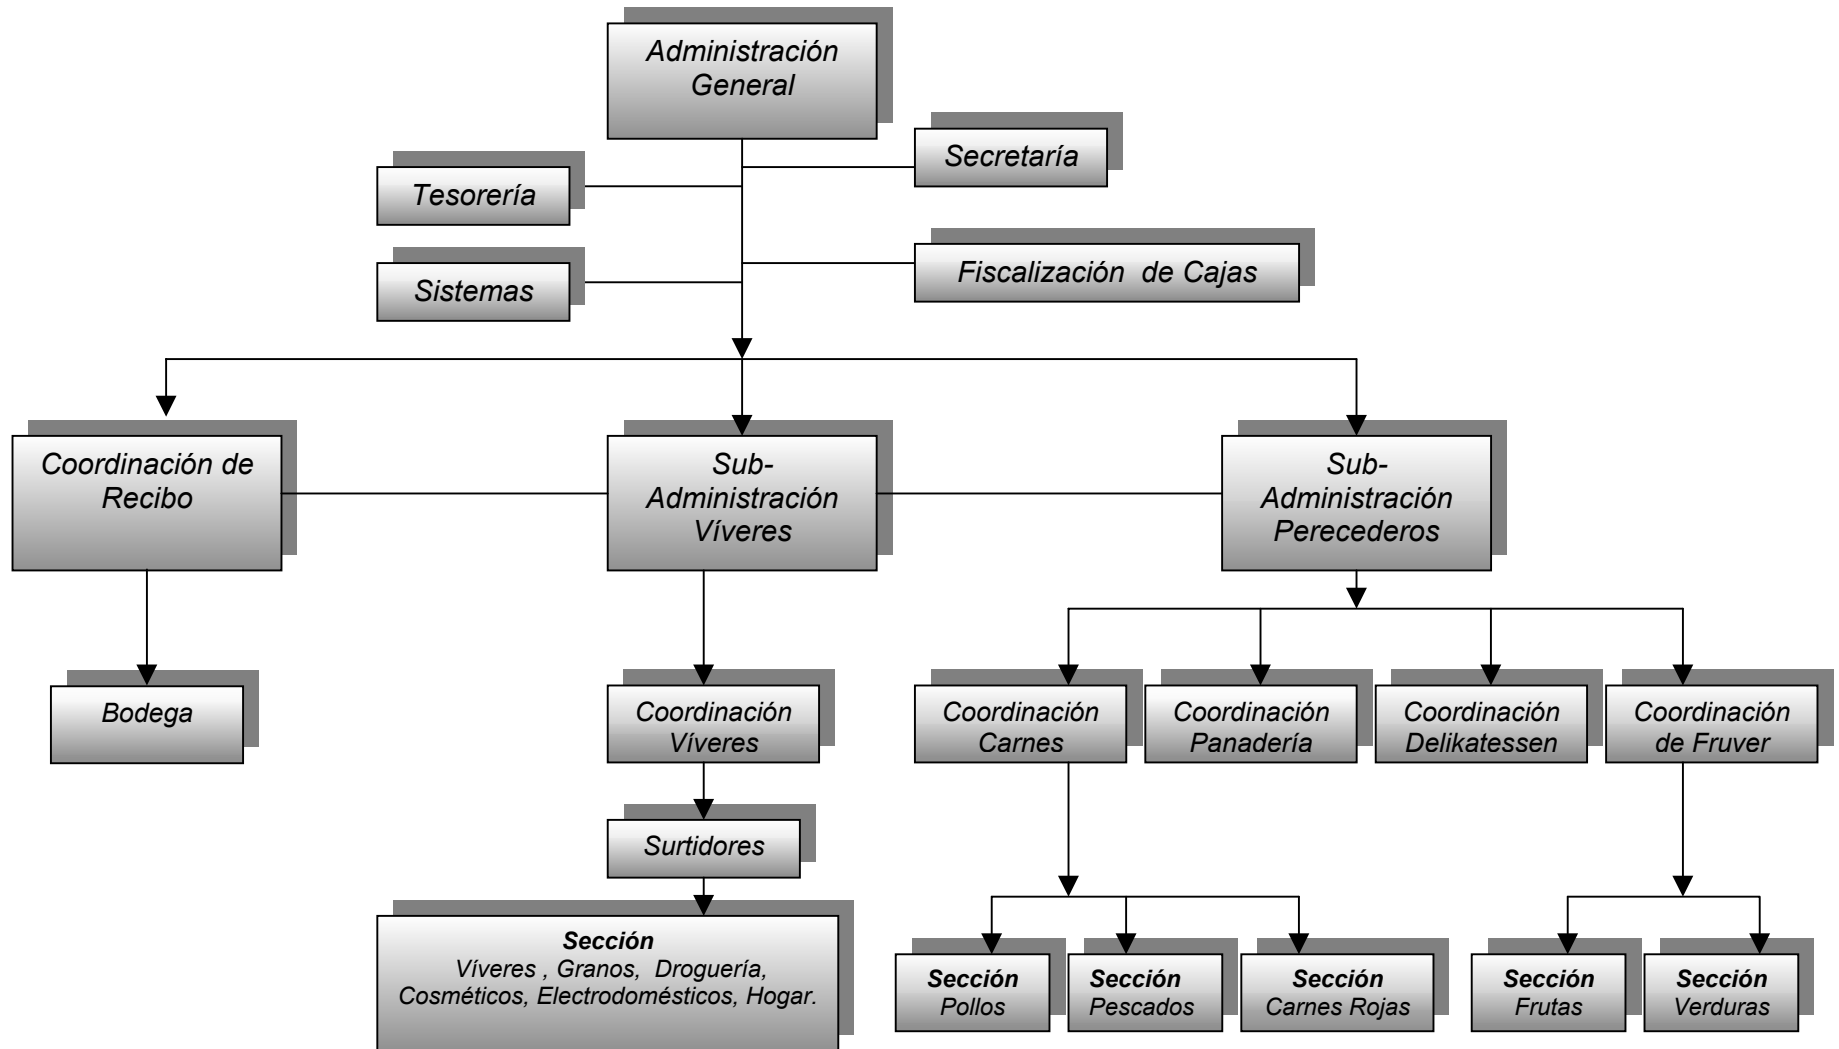 Administración
General
Secretaría
Tesorería
Fiscalización  de Cajas
Sistemas
Coordinación de
Recibo
Sub-
Administración
Víveres
Sub-
Administración
Perecederos
Bodega
Coordinación
Víveres
Coordinación
Carnes
Coordinación
Panadería
Coordinación
Delikatessen
Coordinación
de Fruver
Surtidores
Sección
Víveres , Granos,  Droguería,
Cosméticos, Electrodomésticos, Hogar.
Sección
Pollos
Sección
Pescados
Sección
Carnes Rojas
Sección
Frutas
Sección
Verduras